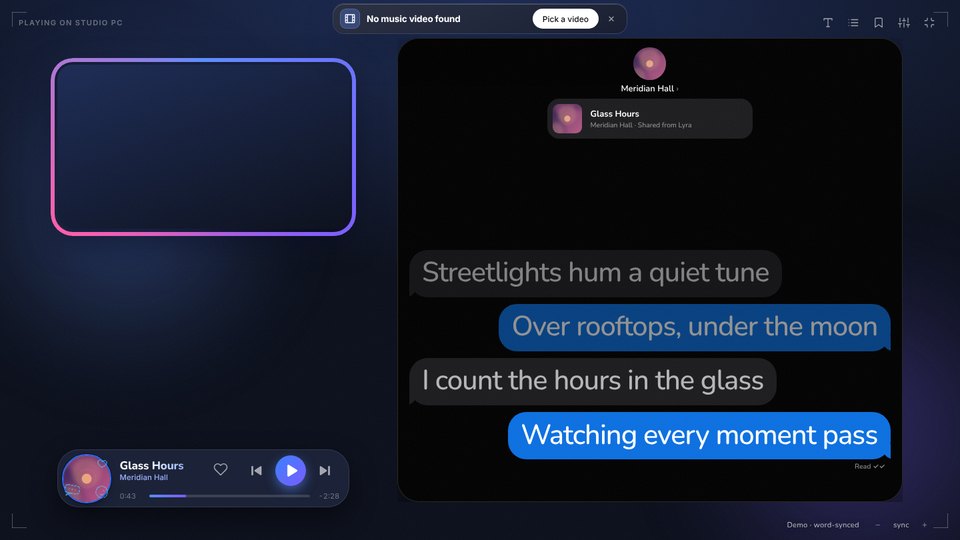 PLAYING ON STUDIO PC
No music video found
Pick a video
Meridian Hall
Glass Hours
Meridian Hall · Shared from Lyra
Streetlights hum a quiet tune
Over rooftops, under the moon
I count the hours in the glass
Watching every moment pass
Read
Glass Hours
Meridian Hall
0:43
-2:28
Demo · word-synced
− sync +